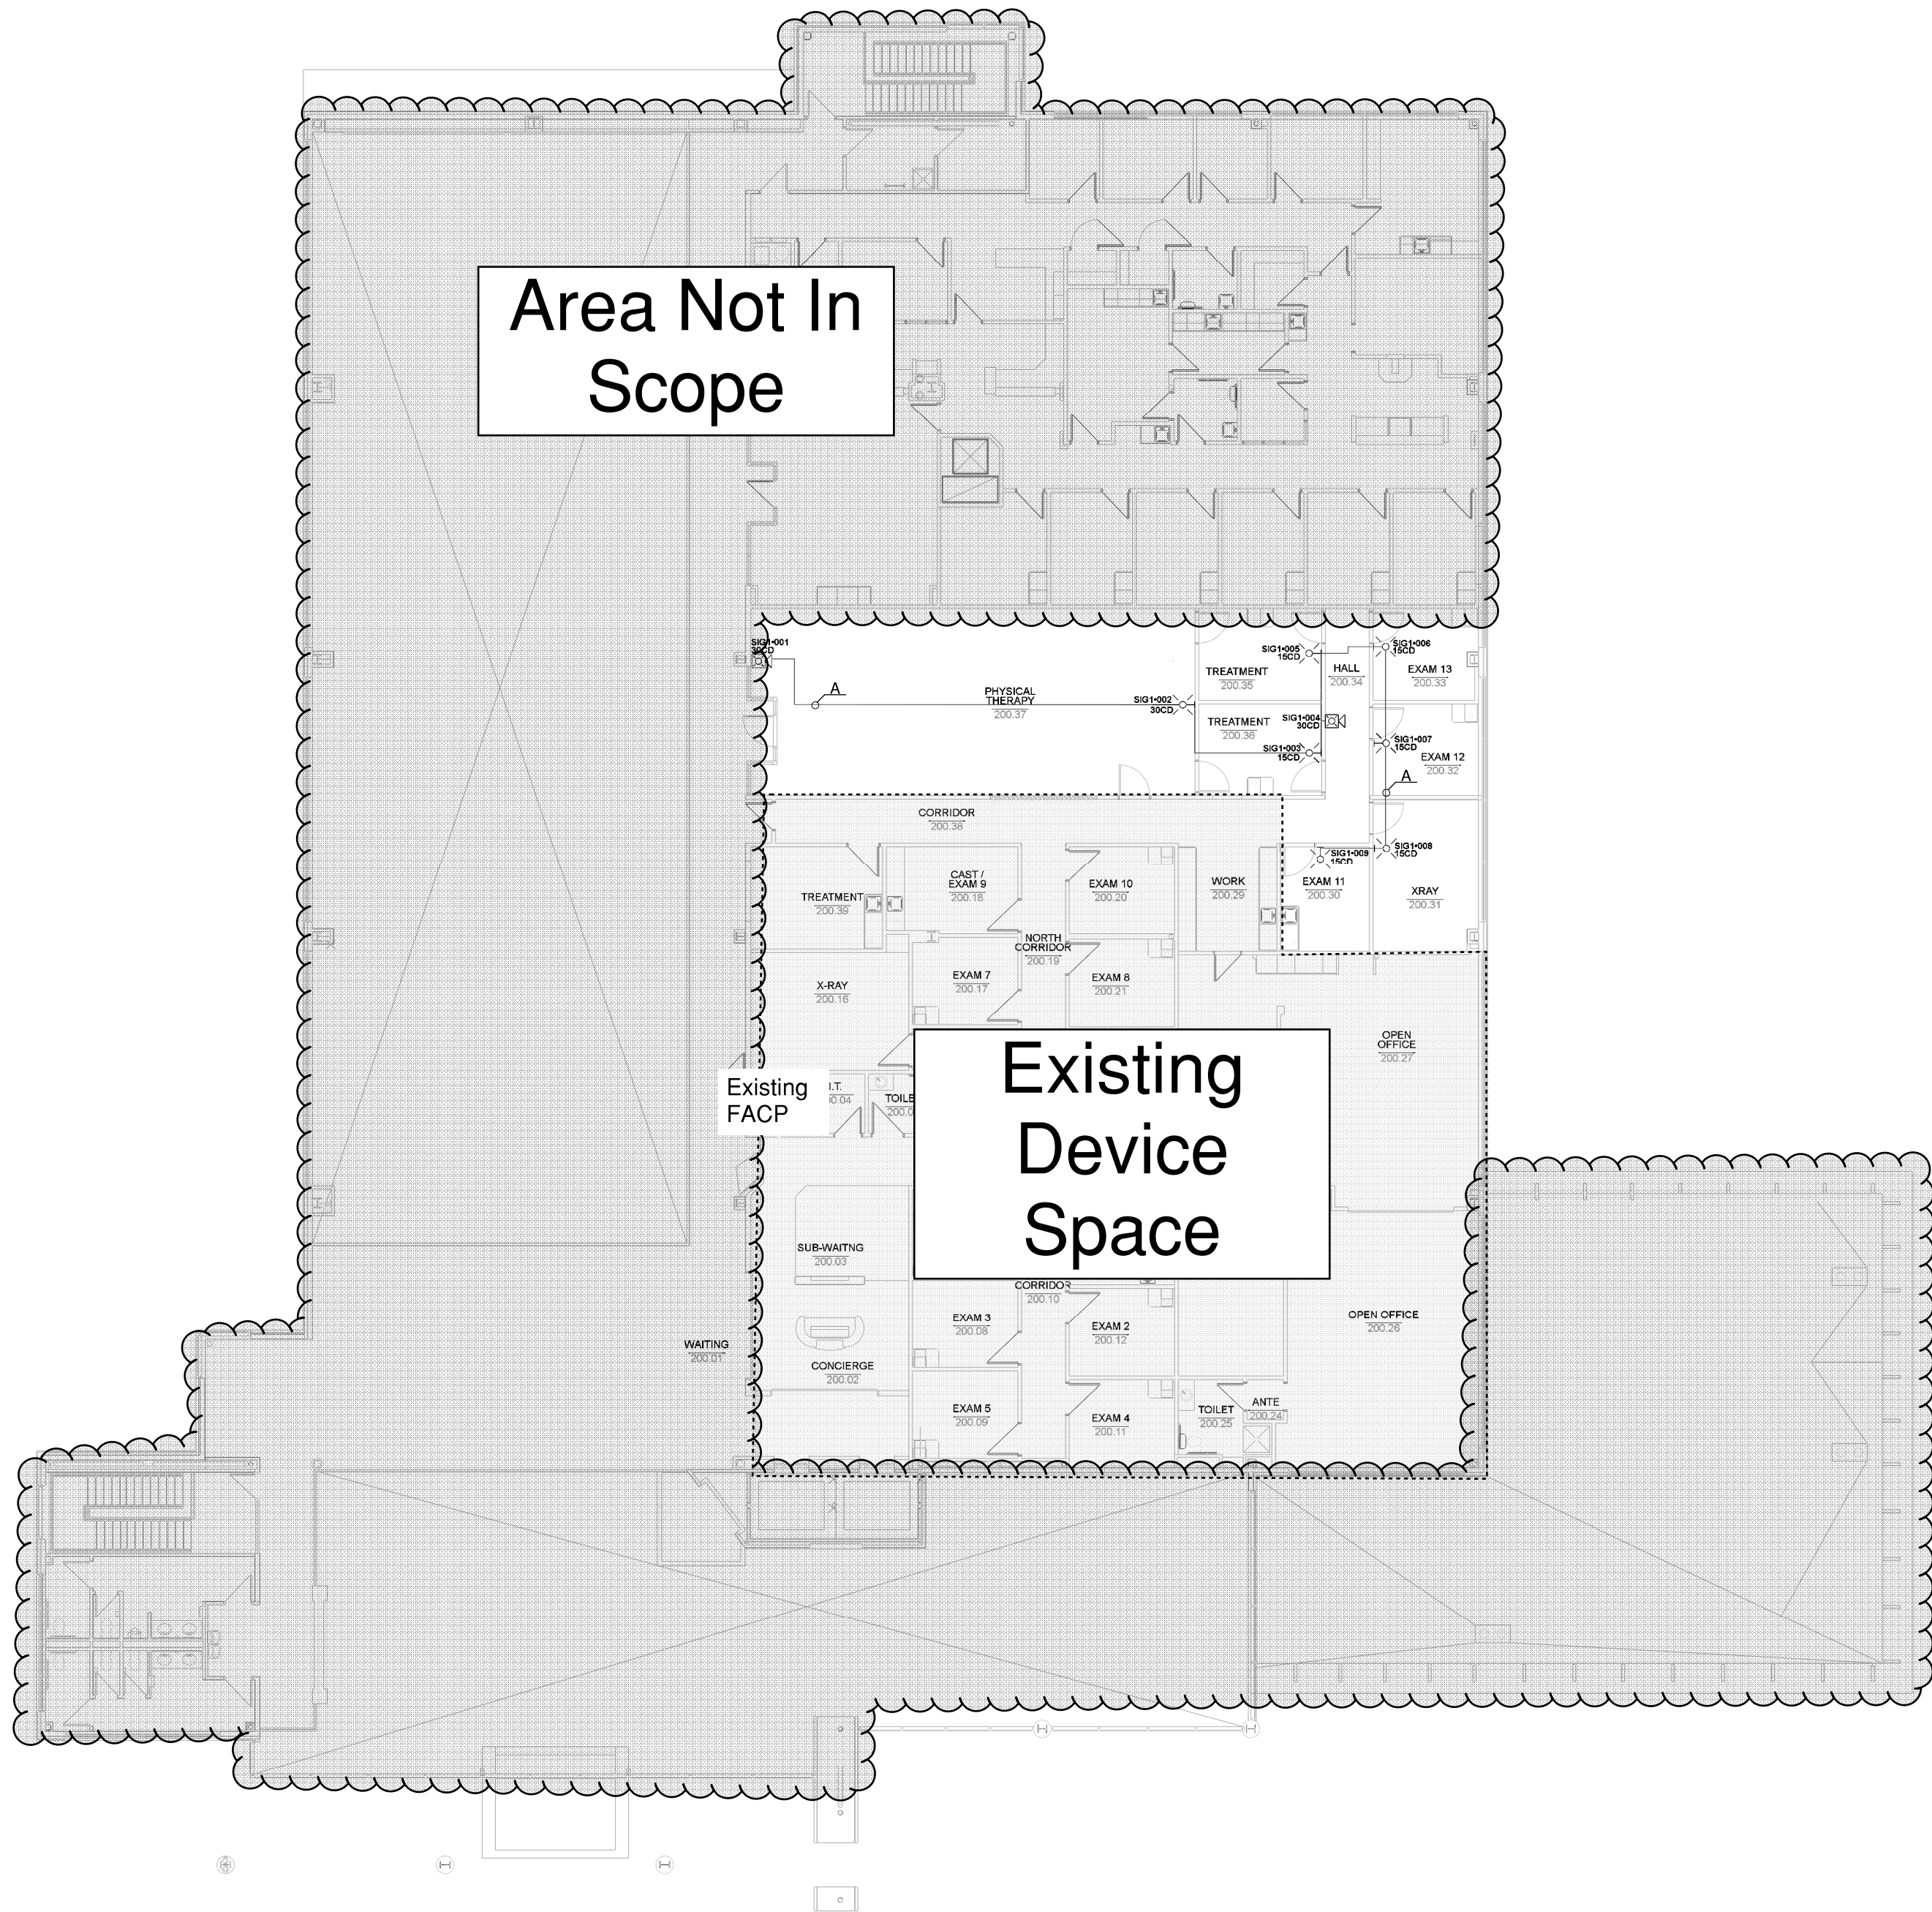 Area Not In
Scope
SIG1-001
30CD
A
PHYSICAL
THERAPY
200.37
SIG1-002
30CD
SIG1-005
15CD
TREATMENT
200.35
HALL
200.34
SIG1-006
15CD
EXAM 13
200.33
TREATMENT
200.36
SIG1-004
30CD
SIG1-003
15CD
SIG1-007
15CD
EXAM 12
200.32
A
CORRIDOR
200.38
SIG1-009
15CD
SIG1-008
15CD
TREATMENT
200.39
CAST /
EXAM 9
200.18
EXAM 10
200.20
WORK
200.29
EXAM 11
200.30
XRAY
200.31
NORTH
CORRIDOR
200.19
X-RAY
200.16
EXAM 7
200.17
EXAM 8
200.21
OPEN
OFFICE
200.27
Existing
FACP
I.T.
0.04
TOILE
200.0
Existing
Device
Space
SUB-WAITNG
200.03
CORRIDOR
200.10
EXAM 3
200.08
EXAM 2
200.12
OPEN OFFICE
200.26
WAITING
200.01
CONCIERGE
200.02
EXAM 5
200.09
EXAM 4
200.11
TOILET
200.25
ANTE
200.24